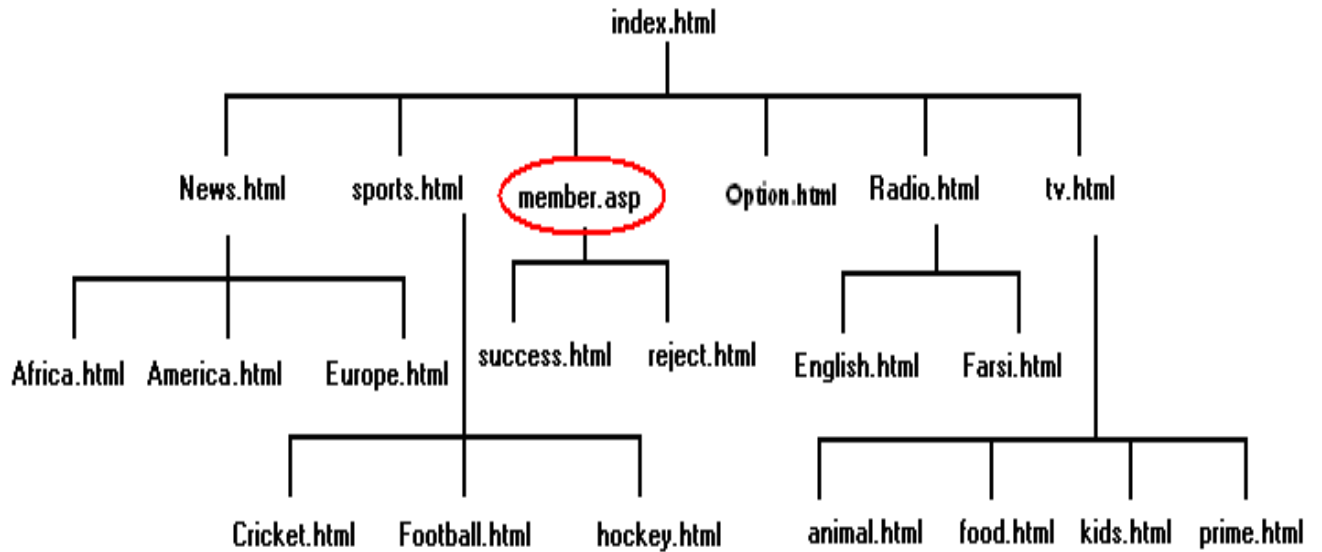 index.html
News.html sports.html member.asp Option.html Radio.html tv.html
Africa.html America.html Europe.html success.html reject.html English.html Farsi.html
Cricket.html Football.html hockey.html animal.html food.html kids.html prime.html